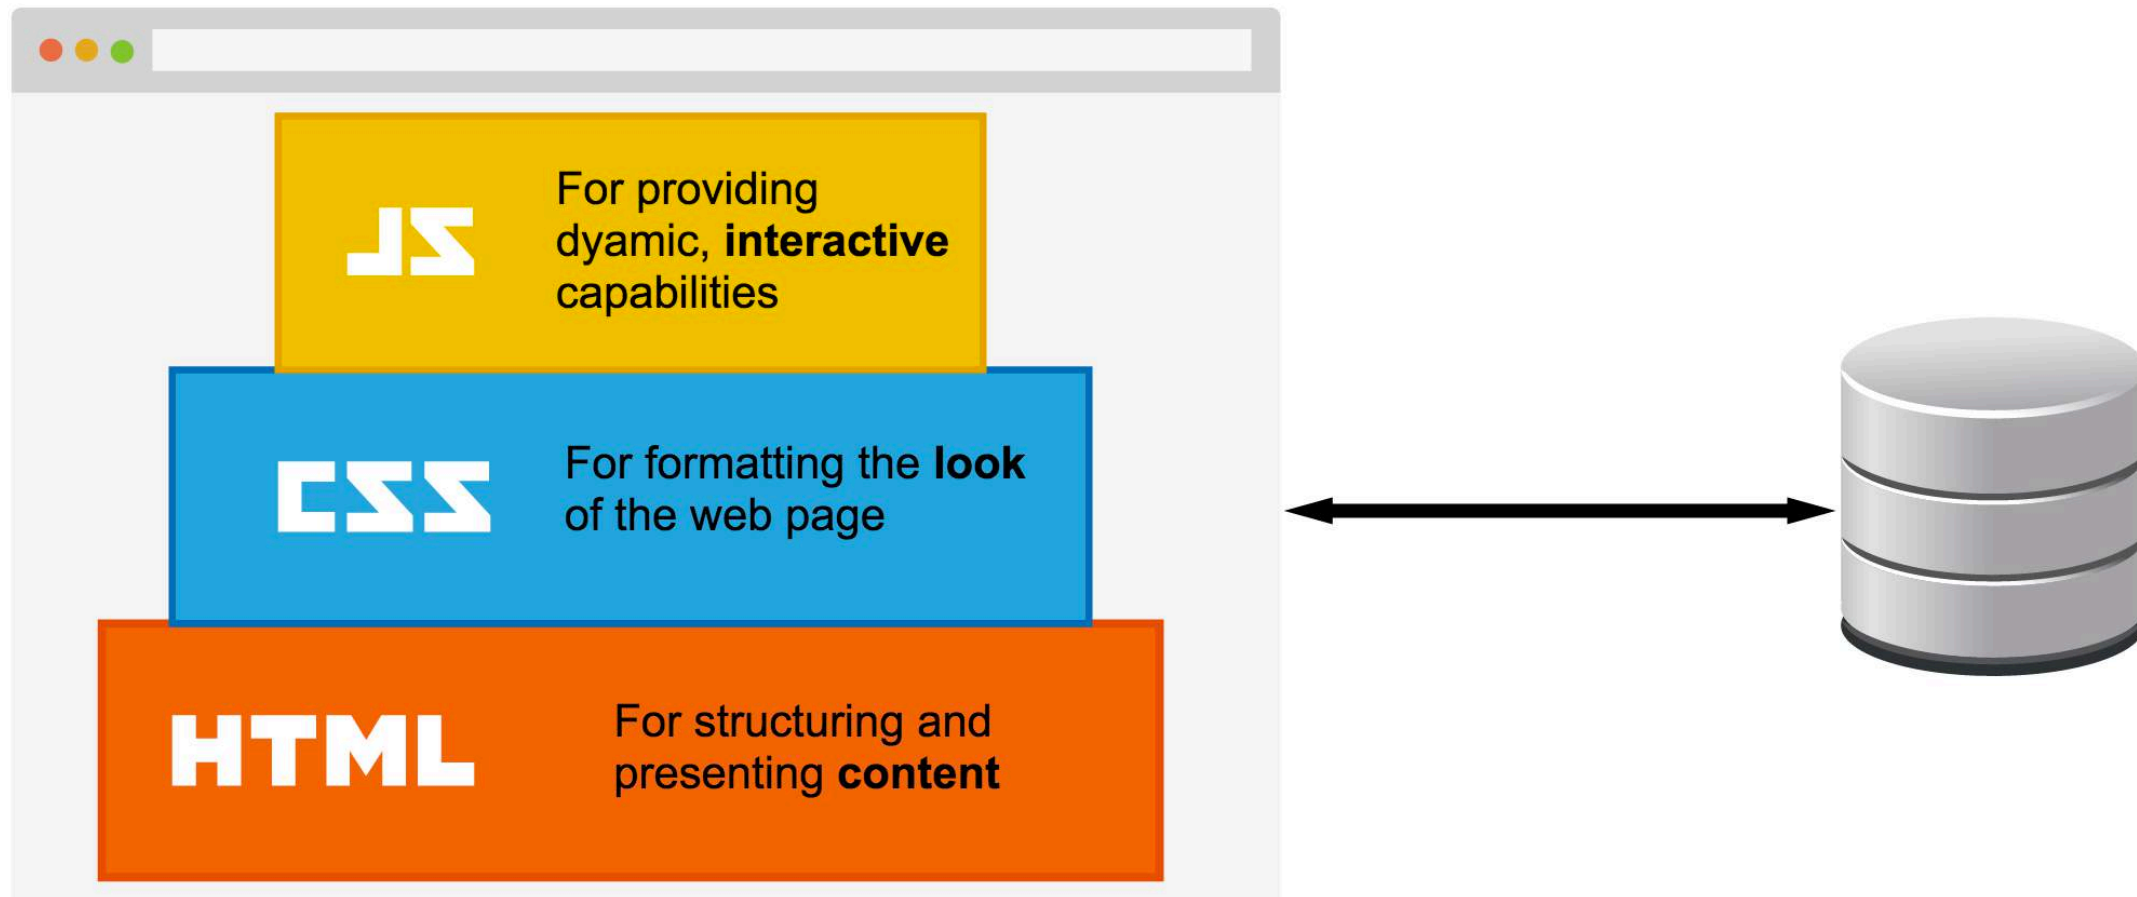 JS
For providing
dyamic, interactive
capabilities
CSS
For formatting the look
of the web page
HTML
For structuring and
presenting content